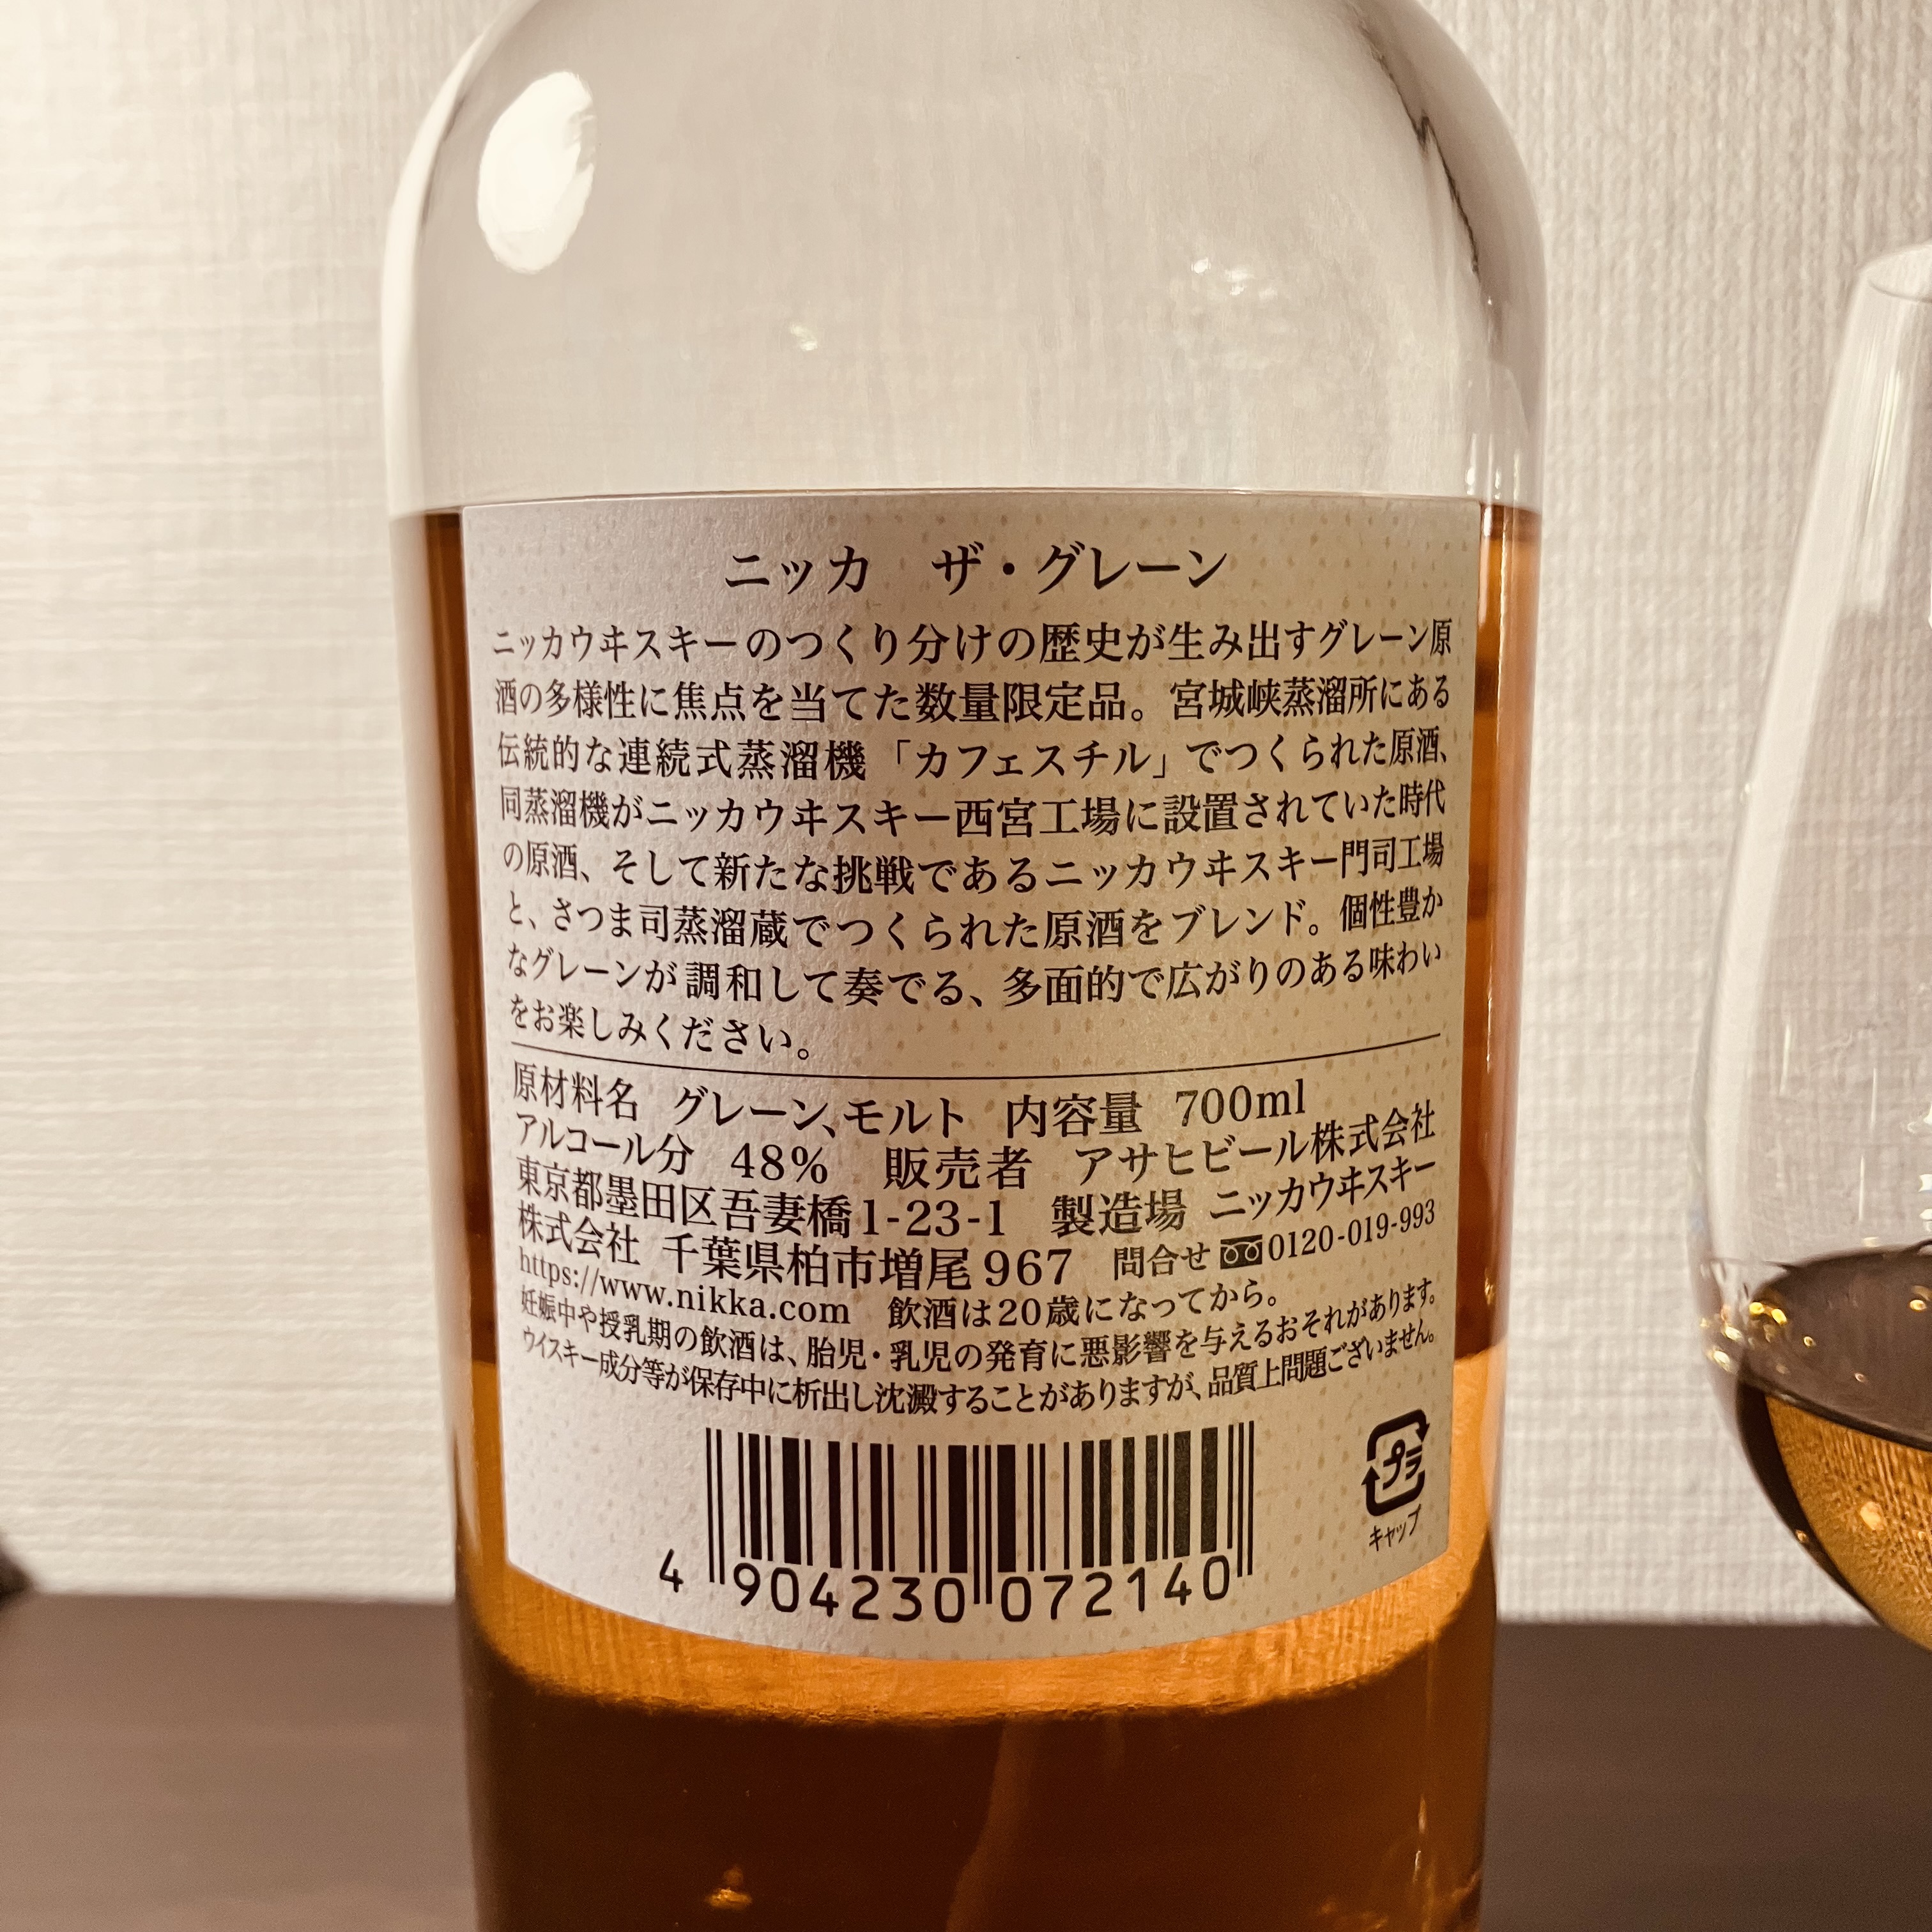 ニッカ　ザ・グレーン
ニッカウヰスキーのつくり分けの歴史が生み出すグレーン原
酒の多様性に焦点を当てた数量限定品。宮城峡蒸溜所にある
伝統的な連続式蒸溜機「カフェスチル」でつくられた原酒、
同蒸溜機がニッカウヰスキー西宮工場に設置されていた時代
の原酒、そして新たな挑戦であるニッカウヰスキー門司工場
と、さつま司蒸溜蔵でつくられた原酒をブレンド。個性豊か
なグレーンが調和して奏でる、多面的で広がりのある味わい
をお楽しみください。
原材料名　グレーン、モルト　内容量　700ml
アルコール分　48%　販売者　アサヒビール株式会社
東京都墨田区吾妻橋1-23-1　製造場　ニッカウヰスキー
株式会社　千葉県柏市増尾967　問合せ 0120-019-993
https://www.nikka.com　飲酒は20歳になってから。
妊娠中や授乳期の飲酒は、胎児・乳児の発育に悪影響を与えるおそれがあります。
ウイスキー成分等が保存中に析出し沈澱することがありますが、品質上問題ございません。
プラ
キャップ
4 904230 072140